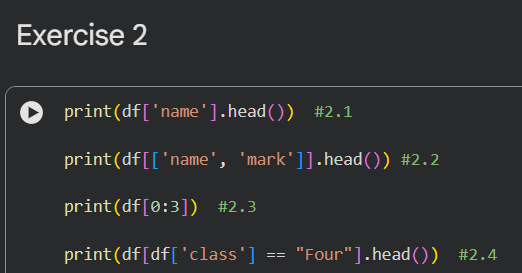 Exercise 2
print(df['name'].head())  #2.1
print(df[['name', 'mark']].head()) #2.2
print(df[0:3])  #2.3
print(df[df['class'] == "Four"].head())  #2.4